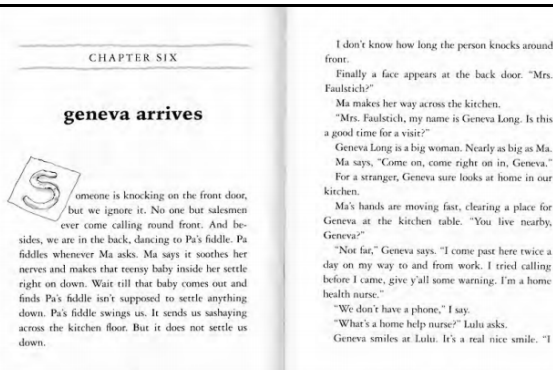 CHAPTER SIX
geneva arrives
Someone is knocking on the front door,
but we ignore it. No one but salesmen
ever come calling round front. And be-
sides, we are in the back, dancing to Pa's fiddle. Pa
fiddles whenever Ma asks. Ma says it soothes her
nerves and makes that teensy baby inside her settle
right on down. Wait till that baby comes out and
finds Pa's fiddle isn't supposed to settle anything
down. Pa's fiddle swings us. It sends us sashaying
across the kitchen floor. But it does not settle us
down.
I don't know how long the person knocks around
front.
Finally a face appears at the back door. "Mrs.
Faulstich?"
Ma makes her way across the kitchen.
"Mrs. Faulstich, my name is Geneva Long. Is this
a good time for a visit?"
Geneva Long is a big woman. Nearly as big as Ma.
Ma says, "Come on, come right on in, Geneva."
For a stranger, Geneva sure looks at home in our
kitchen.
Ma's hands are moving fast, clearing a place for
Geneva at the kitchen table. "You live nearby,
Geneva?"
"Not far," Geneva says. "I come past here twice a
day on my way to and from work. I tried calling
before I came, give y'all some warning. I'm a home
health nurse."
"We don't have a phone," I say.
"What's a home help nurse?" Lulu asks.
Geneva smiles at Lulu. It's a real nice smile. "I